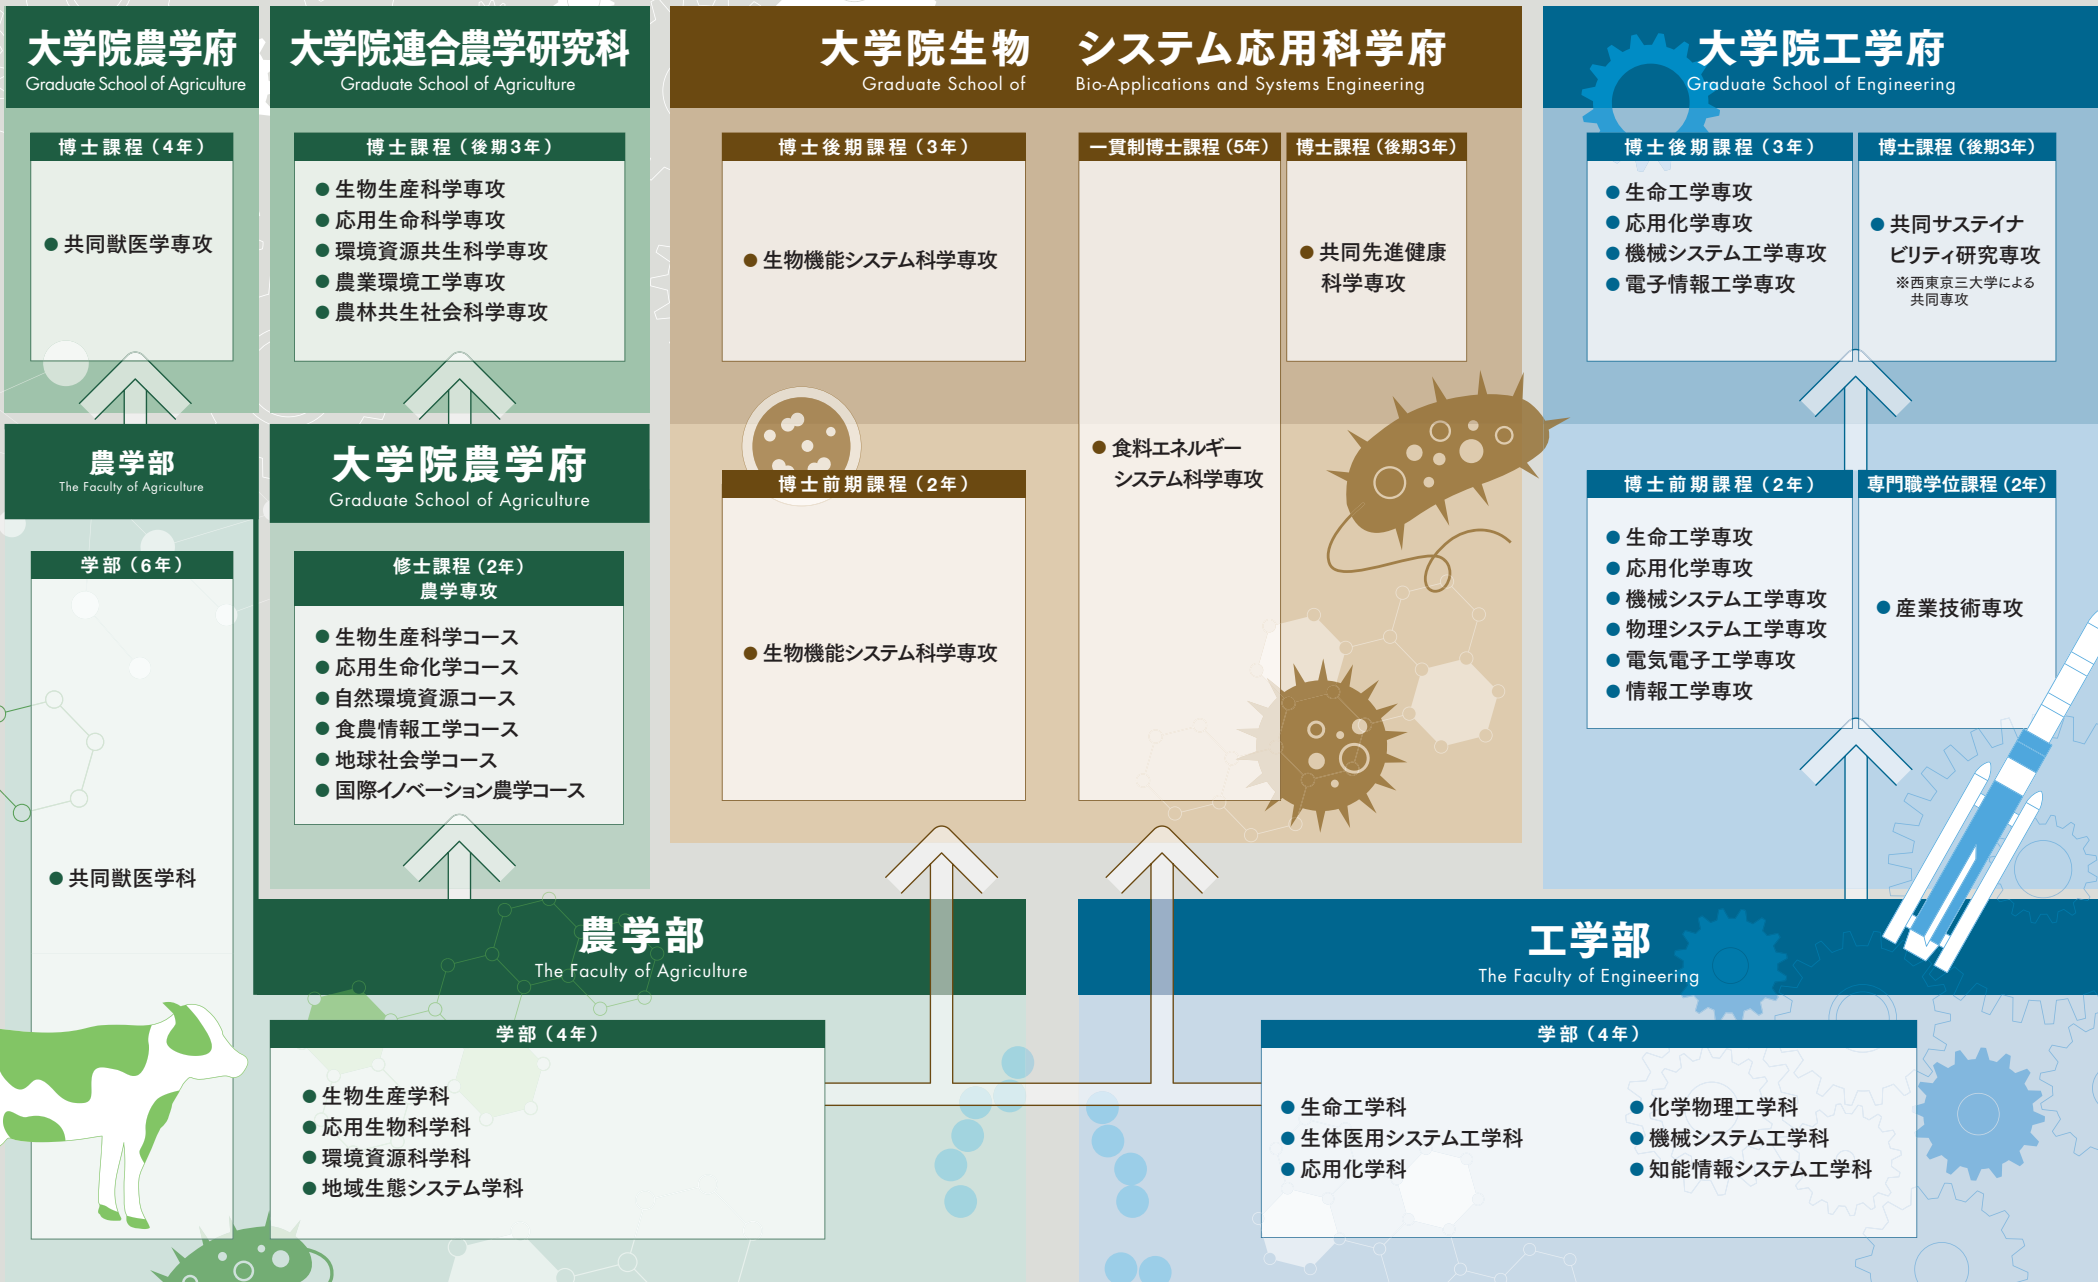 大学院農学府
Graduate School of Agriculture
博士課程（4年）
●共同獣医学専攻
農学部
The Faculty of Agriculture
学部（6年）
●共同獣医学科
大学院連合農学研究科
Graduate School of Agriculture
博士課程（後期3年）
●生物生産科学専攻
●応用生命科学専攻
●環境資源共生科学専攻
●農業環境工学専攻
●農林共生社会科学専攻
大学院農学府
Graduate School of Agriculture
修士課程（2年）
農学専攻
●生物生産科学コース
●応用生命化学コース
●自然環境資源コース
●食農情報工学コース
●地球社会学コース
●国際イノベーション農学コース
大学院生物　システム応用科学府
Graduate School of Bio-Applications and Systems Engineering
博士後期課程（3年）
●生物機能システム科学専攻
博士前期課程（2年）
●生物機能システム科学専攻
一貫制博士課程（5年）
●食料エネルギー
システム科学専攻
博士課程（後期3年）
●共同先進健康
科学専攻
大学院工学府
Graduate School of Engineering
博士後期課程（3年）
●生命工学専攻
●応用化学専攻
●機械システム工学専攻
●電子情報工学専攻
博士課程（後期3年）
●共同サステイナ
ビリティ研究専攻
※西東京三大学による
共同専攻
博士前期課程（2年）
●生命工学専攻
●応用化学専攻
●機械システム工学専攻
●物理システム工学専攻
●電気電子工学専攻
●情報工学専攻
専門職学位課程（2年）
●産業技術専攻
農学部
The Faculty of Agriculture
学部（4年）
●生物生産学科
●応用生物科学科
●環境資源科学科
●地域生態システム学科
工学部
The Faculty of Engineering
学部（4年）
●生命工学科
●生体医用システム工学科
●応用化学科
●化学物理工学科
●機械システム工学科
●知能情報システム工学科